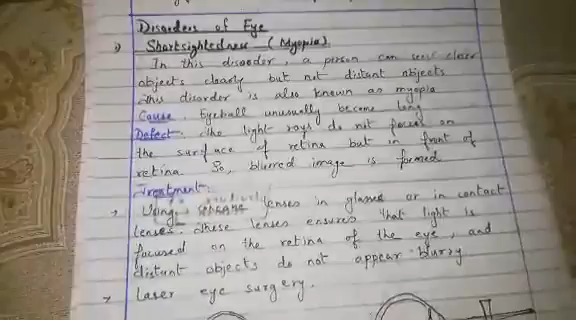 Disorders of Eye
Shortsightedness (Myopia)
In this disorder, a person can see closer
objects clearly but not distant objects
This disorder is also known as myopia
Cause. Eyeball unusually become long
Defect. The light rays do not focus on
the surface of retina but in front of
retina. So, blurred image is formed
Treatment:
Using lenses in glasses or in contact
lenses. These lenses ensures that light is
focused on the retina of the eye, and
distant objects do not appear blurry
Laser eye surgery.